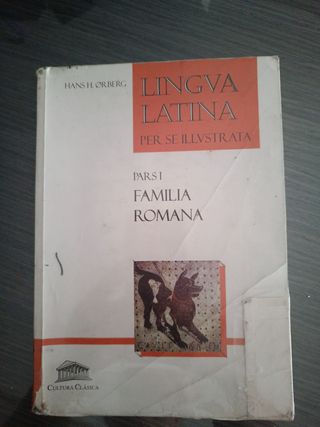 HANS H. ØRBERG
LINGVA
LATINA
PER SE ILLVSTRATA
PARS I
FAMILIA
ROMANA
CULTURA CLÁSICA